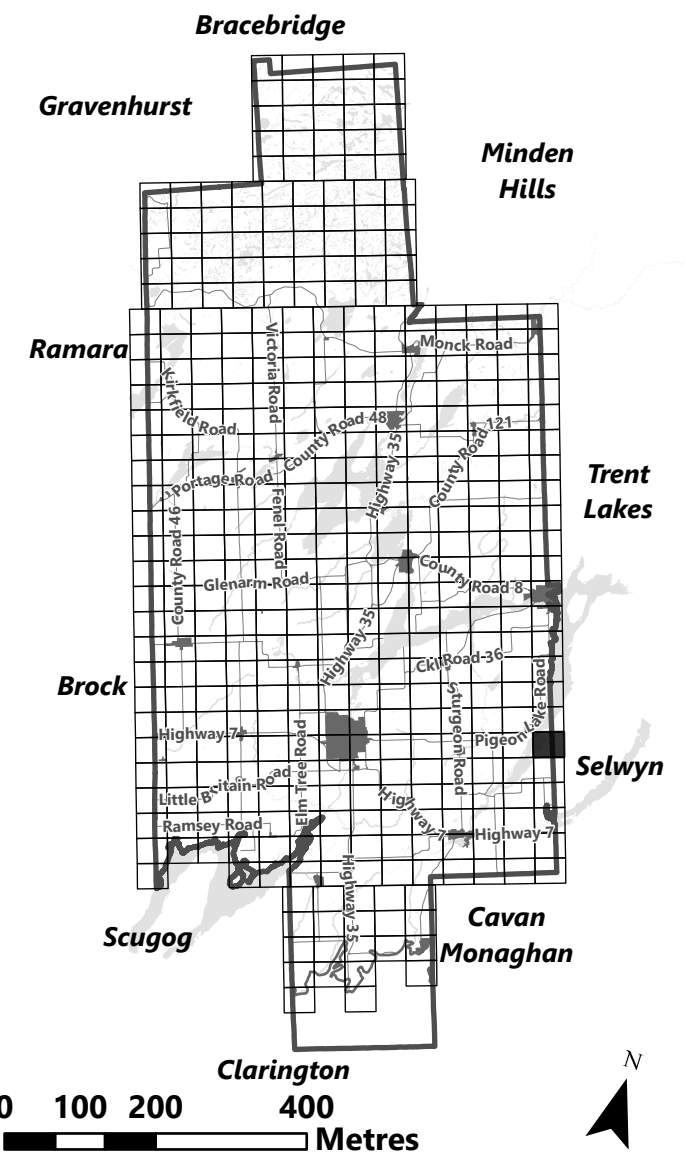 Bracebridge
Gravenhurst
Minden
Hills
Ramara
Victoria Road
Monck Road
Kirkfield Road
County Road 48
Highway 35
County Road 121
Portage Road
Trent
Lakes
Fenel Road
County Road 46
Glenarm Road
County Road 8
Highway 35
Ckl Road 36
Brock
Sturgeon Road
Pigeon Lake Road
Highway 7
Elm Tree Road
Selwyn
Little Britain Road
Highway 7
Ramsey Road
Highway 7
Highway 35
Scugog
Cavan
Monaghan
Clarington
N
0 100 200 400
Metres